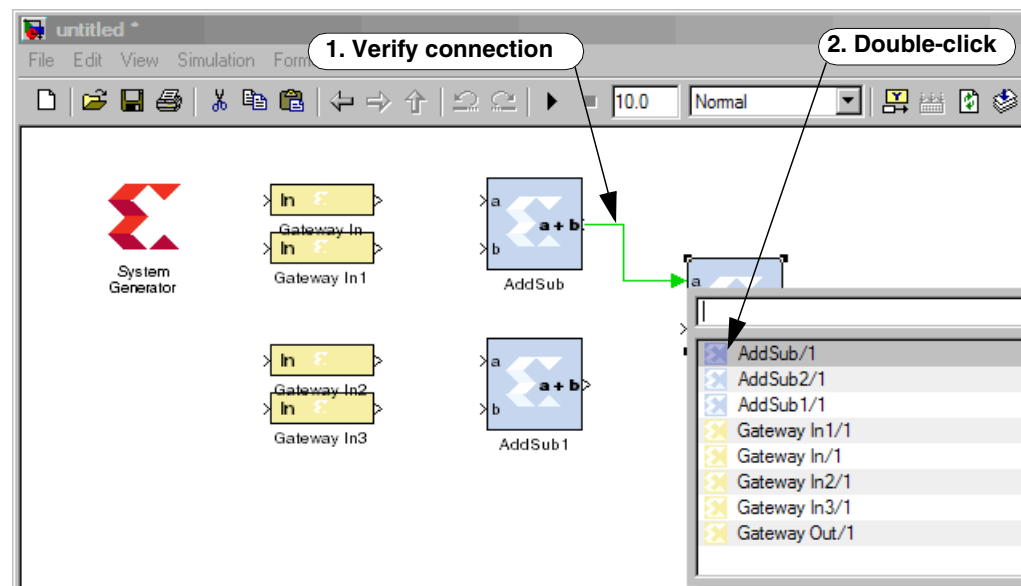 untitled *
1. Verify connection
2. Double-click
File Edit View Simulation Form
10.0 Normal
In
Gateway In
In
Gateway In1
a
b
a + b
AddSub
System
Generator
a
In
Gateway In2
In
Gateway In3
a
b
a + b
AddSub1
AddSub/1
AddSub2/1
AddSub1/1
Gateway In1/1
Gateway In/1
Gateway In2/1
Gateway In3/1
Gateway Out/1